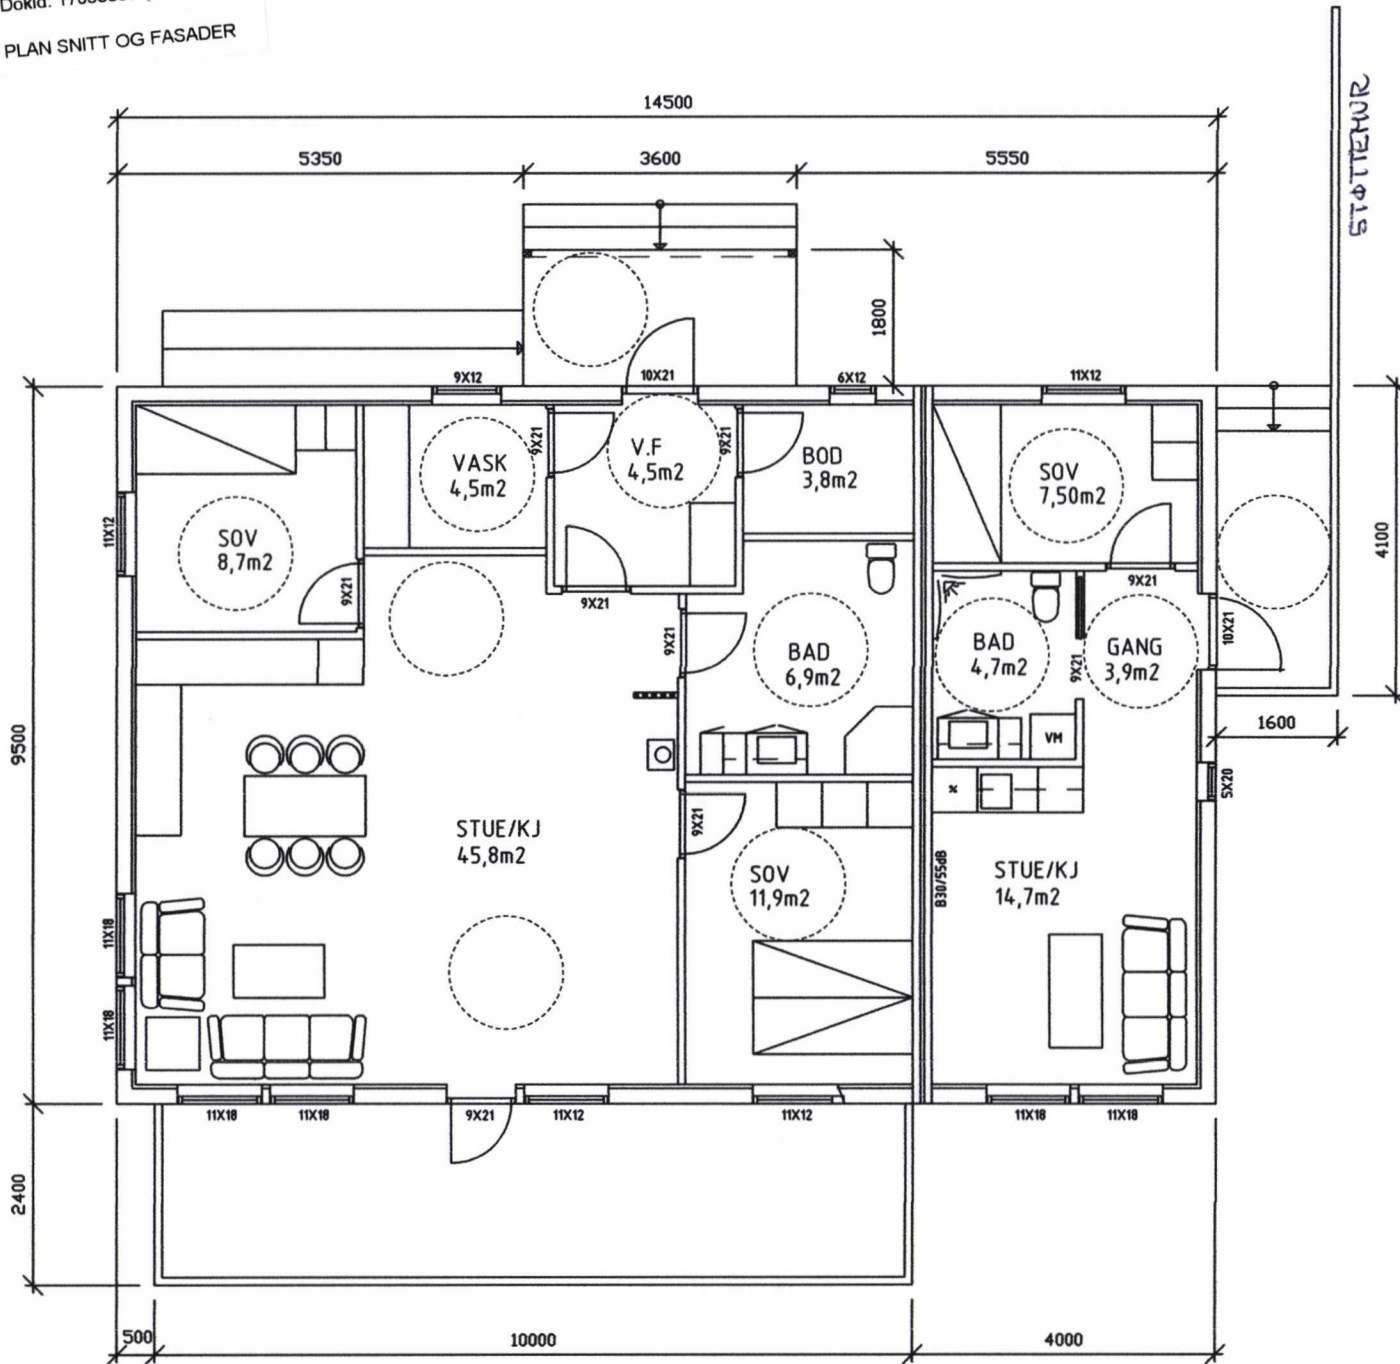 PLAN SNITT OG FASADER
14500
5350
3600
5550
STØTTEMUR
1800
9X12
10X21
6X12
11X12
VASK
4,5m2
9X21
V.F
4,5m2
9X21
BOD
3,8m2
SOV
7,50m2
4100
11X12
SOV
8,7m2
9X21
9X21
9X21
9X21
BAD
6,9m2
BAD
4,7m2
9X21
GANG
3,9m2
10X21
9500
VM
1600
5X20
STUE/KJ
45,8m2
9X21
SOV
11,9m2
B30/55dB
STUE/KJ
14,7m2
11X18
11X18
11X18
11X18
9X21
11X12
11X12
11X18
11X18
2400
500
10000
4000